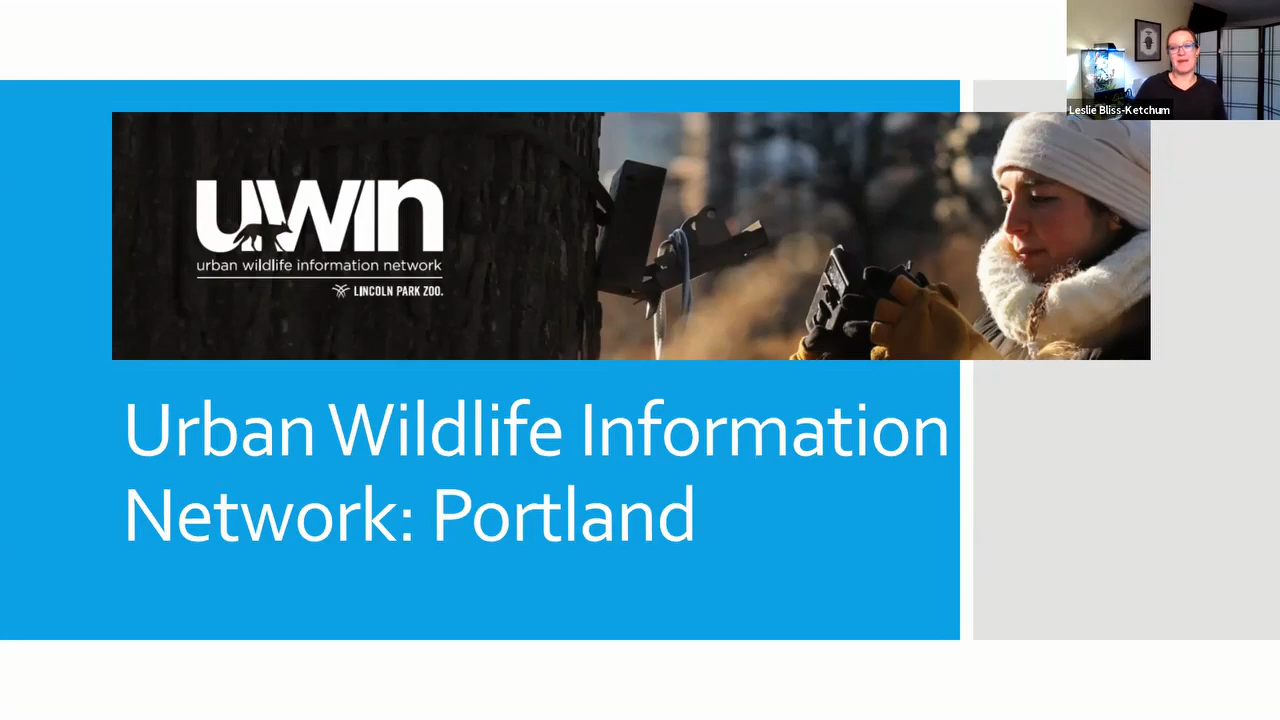 Leslie Bliss-Ketchum
uwin
urban wildlife information network
LINCOLN PARK ZOO.
Urban Wildlife Information
Network: Portland